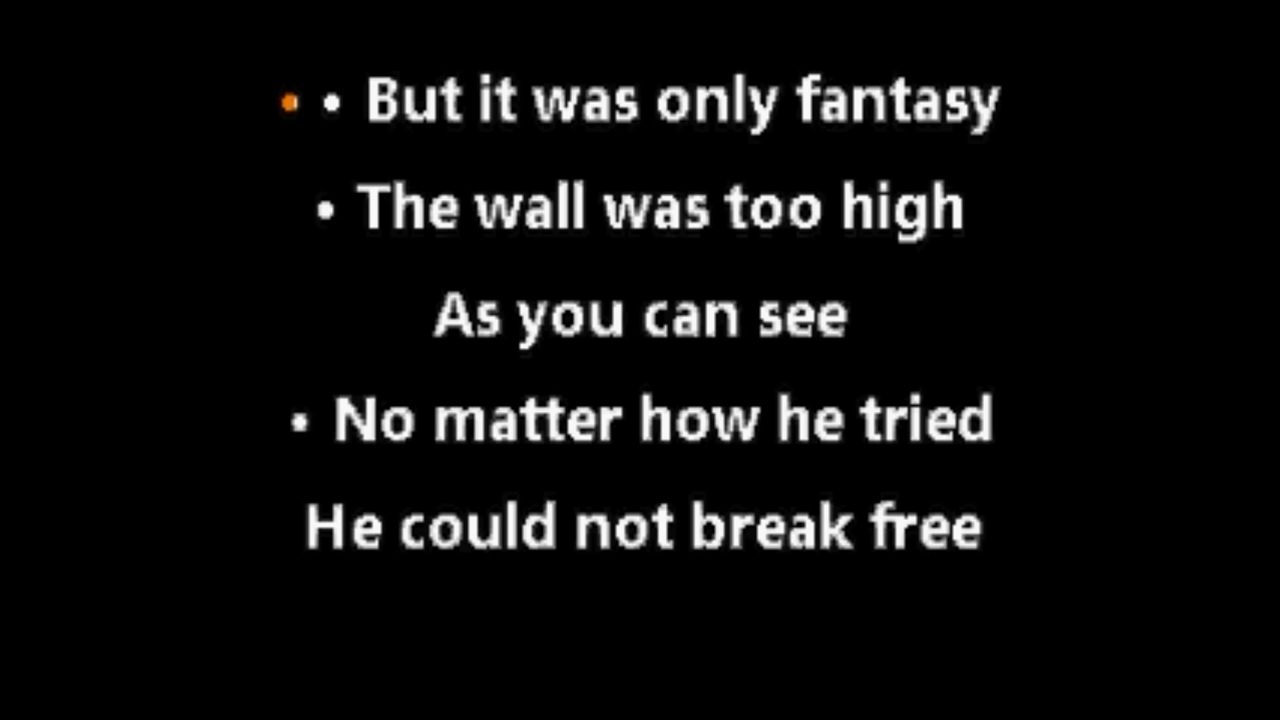 • • But it was only fantasy
• The wall was too high
As you can see
• No matter how he tried
He could not break free